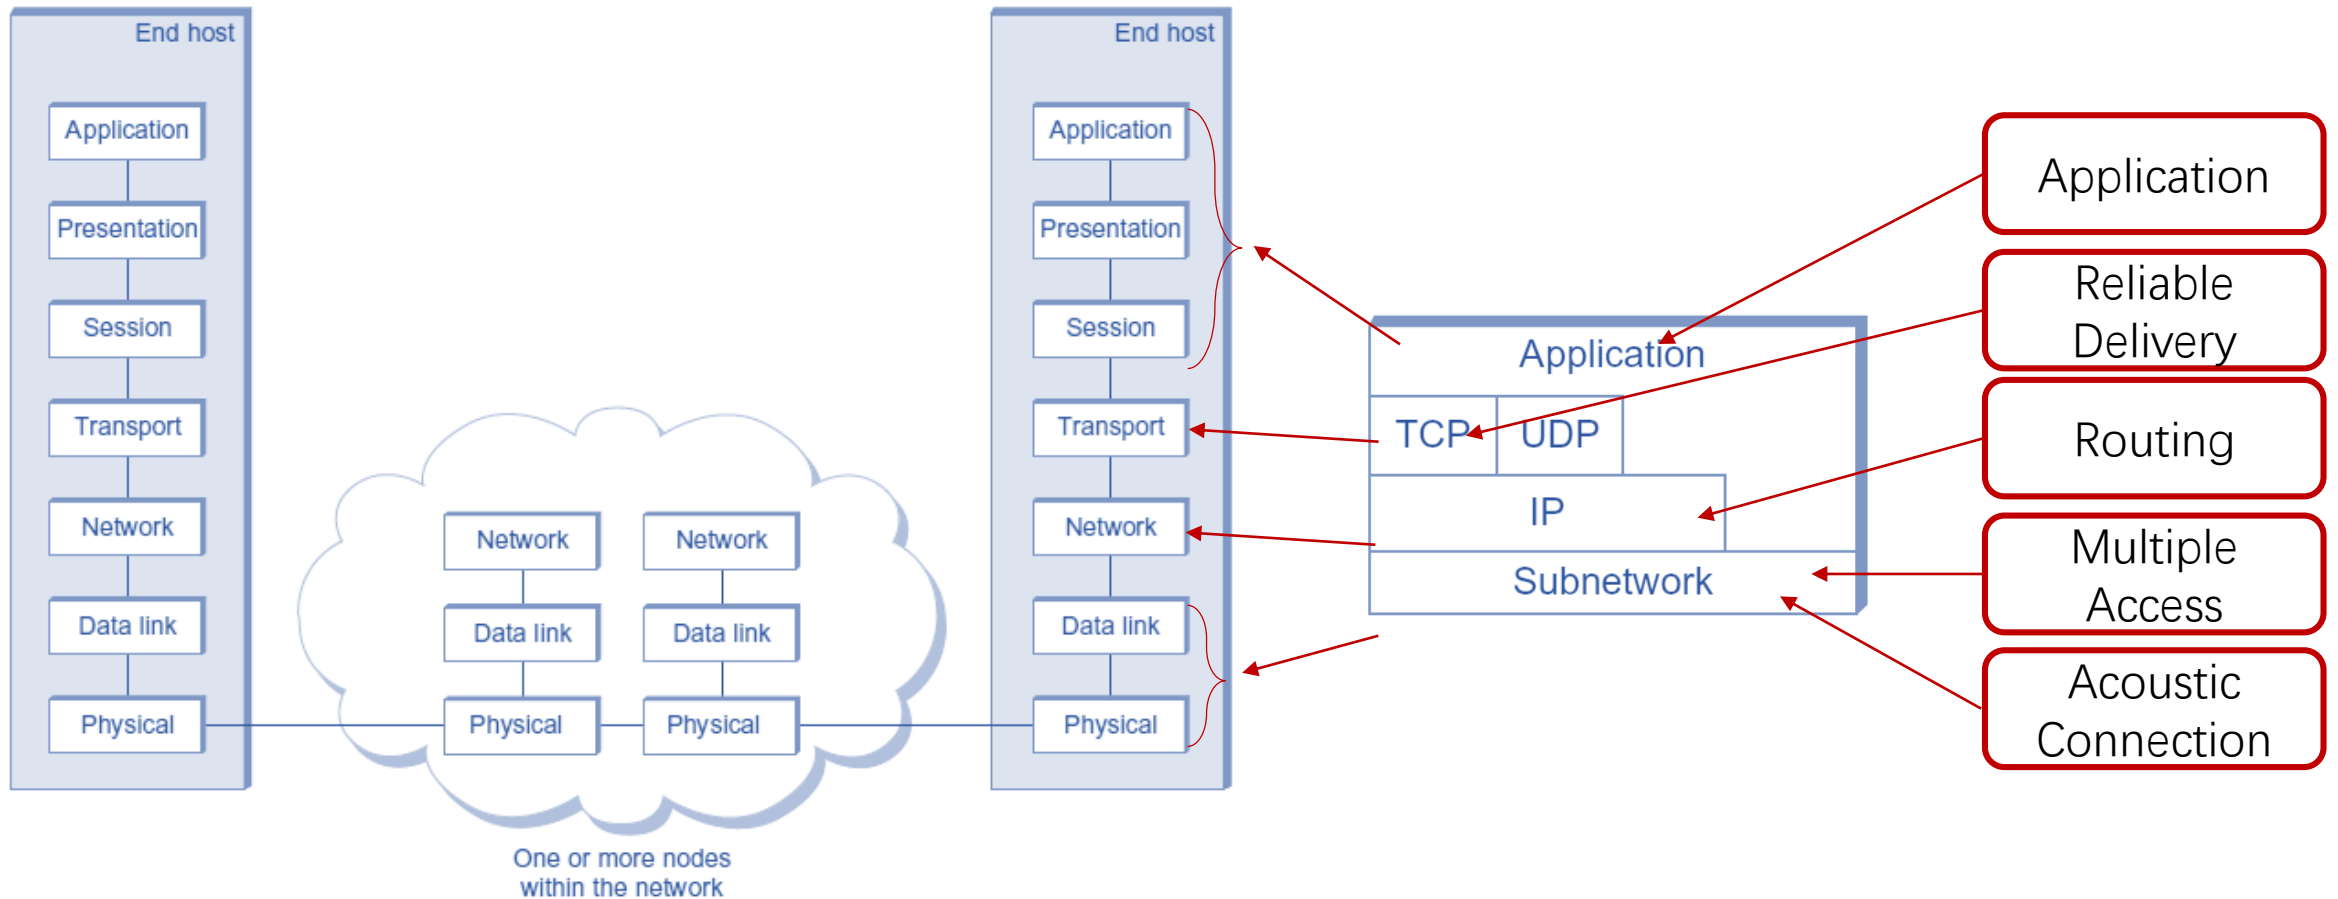 End host
Application
Presentation
Session
Transport
Network
Data link
Physical
Network
Data link
Physical
Network
Data link
Physical
One or more nodes
within the network
End host
Application
Presentation
Session
Transport
Network
Data link
Physical
Application
TCP
UDP
IP
Subnetwork
Application
Reliable
Delivery
Routing
Multiple
Access
Acoustic
Connection